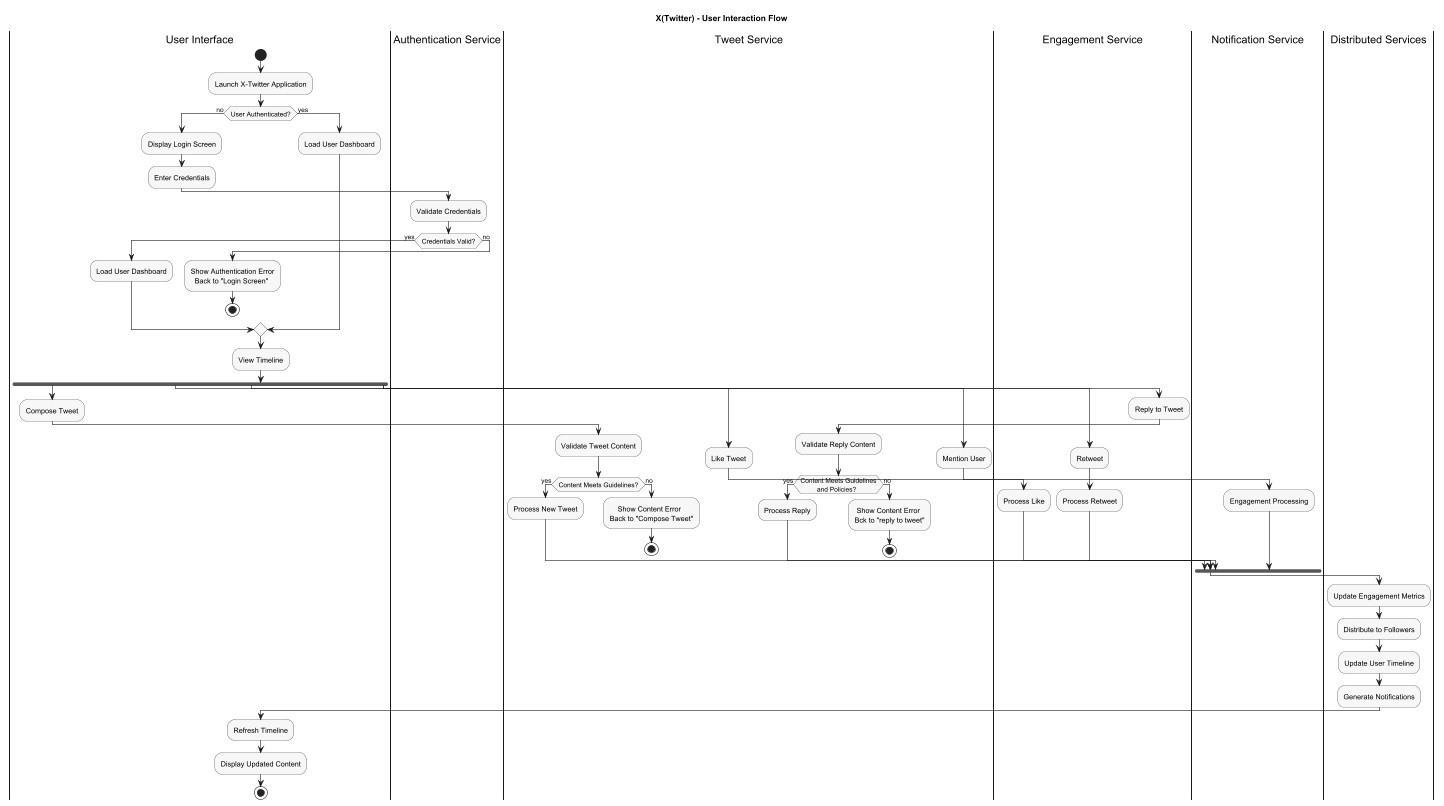 X(Twitter) - User Interaction Flow
User Interface
Authentication Service
Tweet Service
Engagement Service
Notification Service
Distributed Services
Launch X-Twitter Application
no
User Authenticated?
yes
Display Login Screen
Load User Dashboard
Enter Credentials
Validate Credentials
yes
Credentials Valid?
no
Load User Dashboard
Show Authentication Error
Back to "Login Screen"
View Timeline
Compose Tweet
Reply to Tweet
Validate Tweet Content
Like Tweet
Validate Reply Content
Mention User
Retweet
yes
Content Meets Guidelines?
no
yes
Content Meets Guidelines
and Policies?
no
Process New Tweet
Show Content Error
Back to "Compose Tweet"
Process Reply
Show Content Error
Bck to "reply to tweet"
Process Like
Process Retweet
Engagement Processing
Update Engagement Metrics
Distribute to Followers
Update User Timeline
Generate Notifications
Refresh Timeline
Display Updated Content